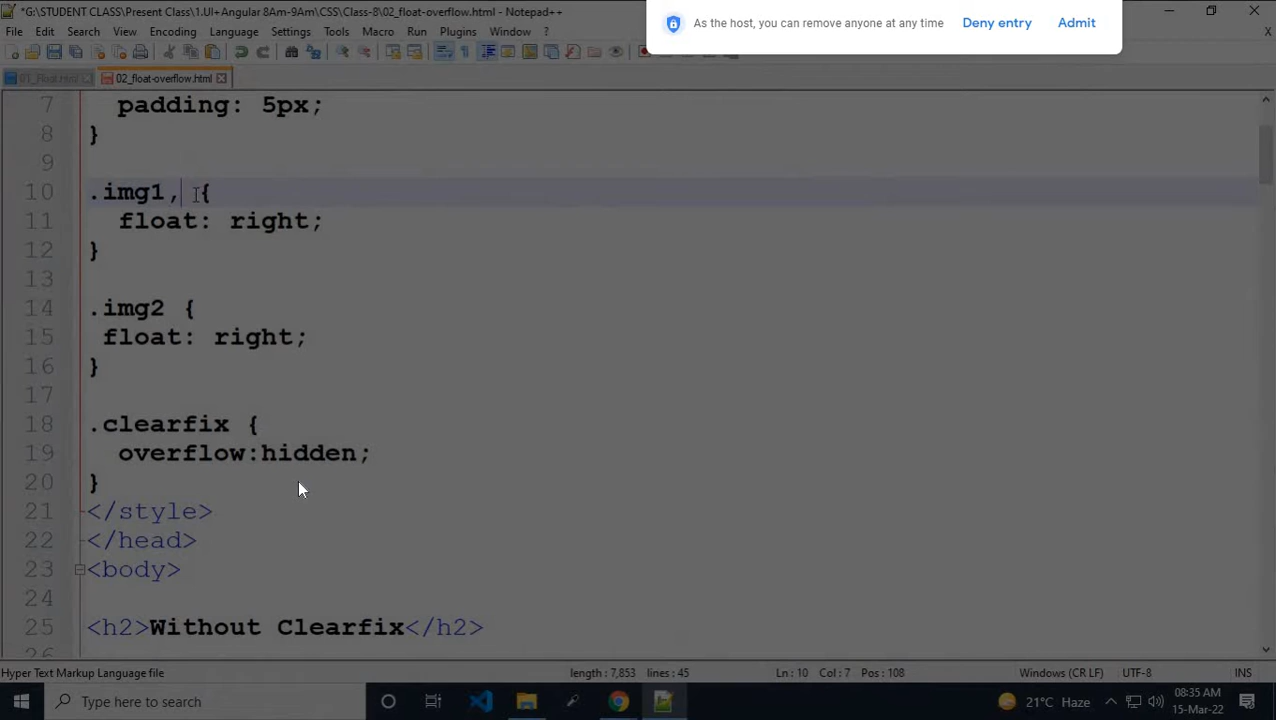 *G:\STUDENT CLASS\Present Class\1.UI+Angular 8Am-9Am\CSS\Class-8\02_float-overflow.html - Notepad++
As the host, you can remove anyone at any time
Deny entry
Admit
File Edit Search View Encoding Language Settings Tools Macro Run Plugins Window ?
X
01_Float.html
02_float-overflow.html
7 padding: 5px;
8 }
9
10 .img1, {
11 float: right;
12 }
13
14 .img2 {
15 float: right;
16 }
17
18 .clearfix {
19 overflow:hidden;
20 }
21 </style>
22 </head>
23 <body>
24
25 <h2>Without Clearfix</h2>
Hyper Text Markup Language file
length : 7,853 lines : 45
Ln : 10 Col : 7 Pos : 108
Windows (CR LF)
UTF-8
INS
Type here to search
21°C Haze
08:35 AM
15-Mar-22